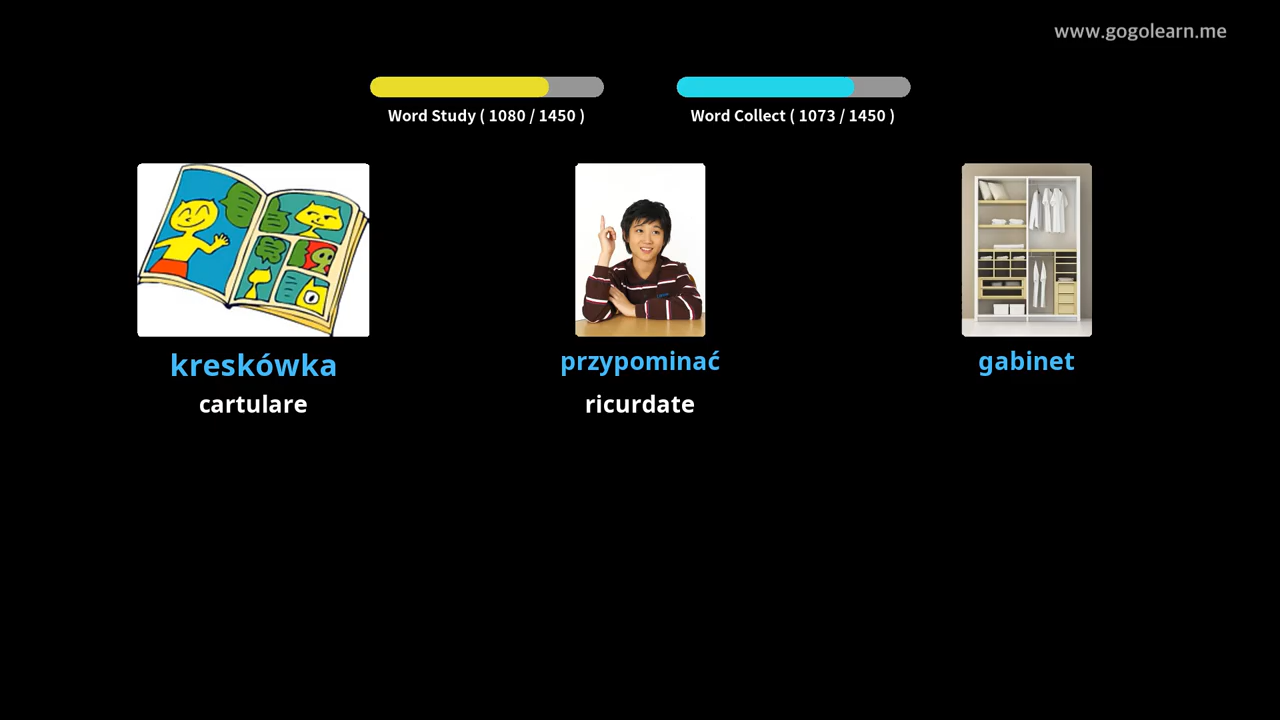 www.gogolearn.me
Word Study ( 1080 / 1450 )
Word Collect ( 1073 / 1450 )
kreskówka
cartulare
przypominać
ricurdate
gabinet